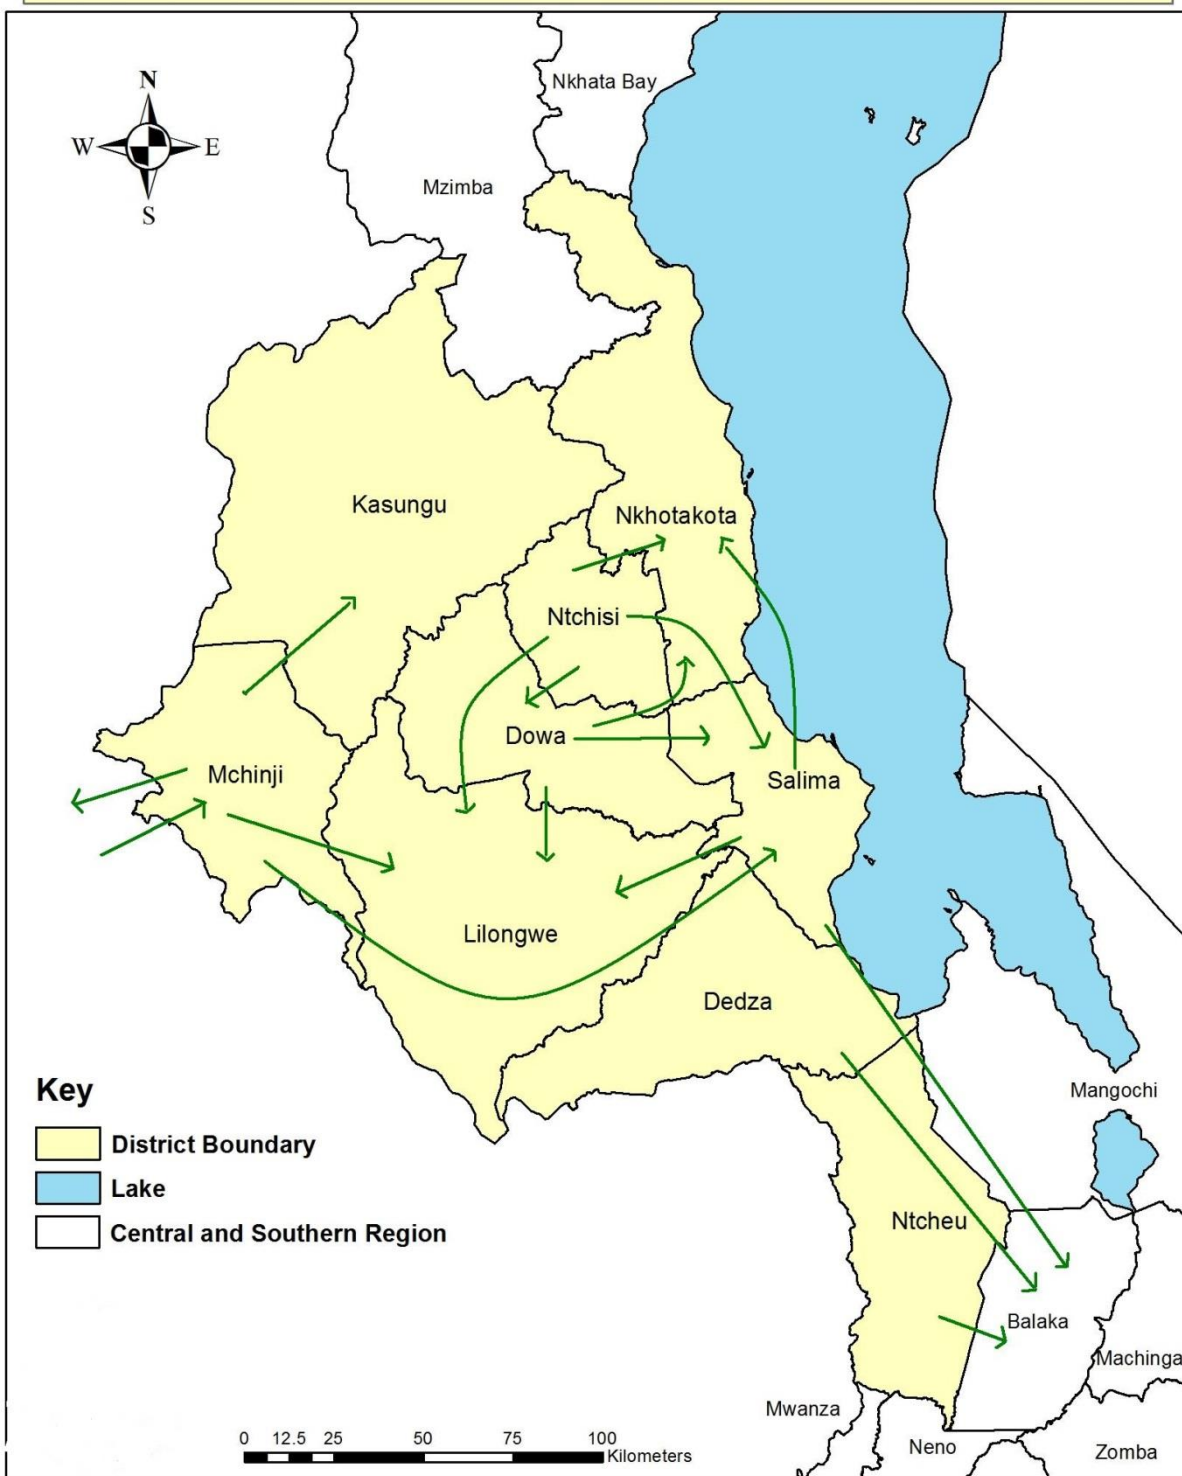 N
W E
S
Nkhata Bay
Mzimba
Kasungu
Nkhotakota
Ntchisi
Dowa
Mchinji
Salima
Lilongwe
Dedza
Mangochi
Ntcheu
Balaka
Machinga
Mwanza
Neno
Zomba
Key
District Boundary
Lake
Central and Southern Region
0 12.5 25 50 75 100
Kilometers